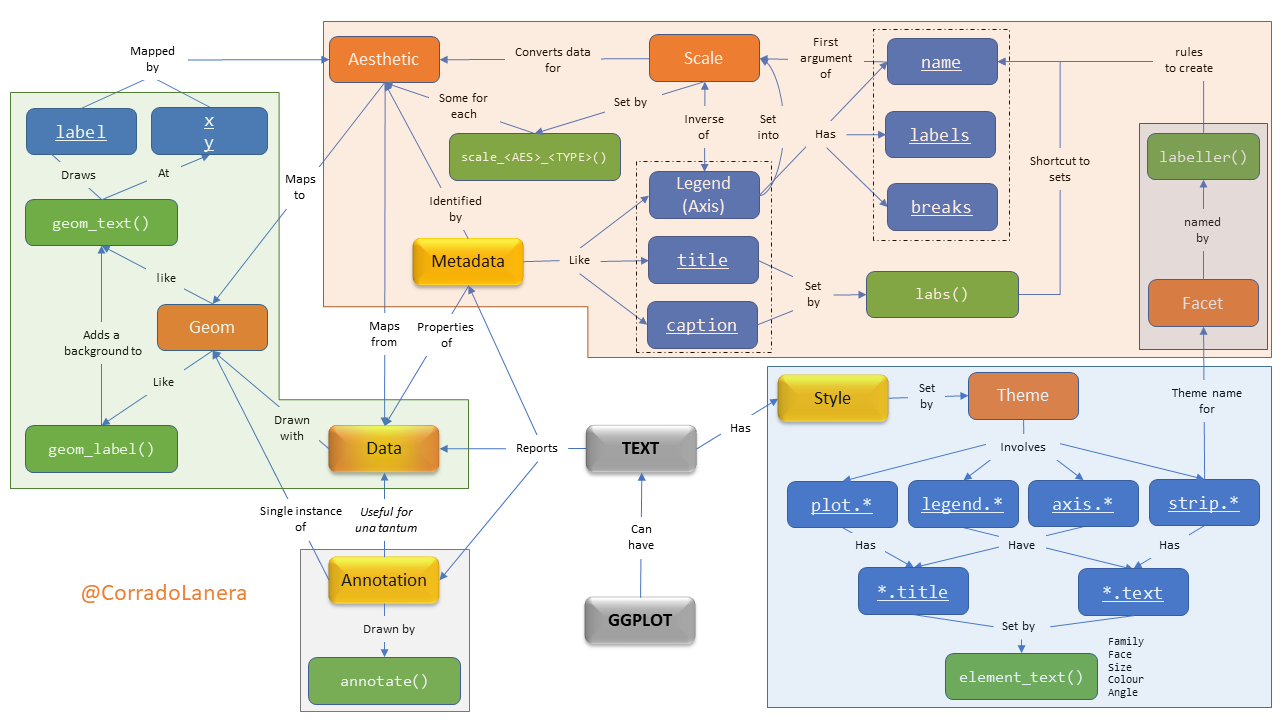 Mapped
by
Aesthetic
Converts data
for
Scale
First
argument
of
name
rules
to create
label
x
y
Some for
each
Set by
Inverse
of
Set
into
Has
labels
Draws
At
scale_<AES>_<TYPE>()
Shortcut to
sets
labeller()
Maps
to
Legend
(Axis)
breaks
geom_text()
Identified
by
named
by
Metadata
Like
title
like
Set
by
labs()
Facet
Geom
caption
Adds a
background to
Maps
from
Properties
of
Like
Style
Set
by
Theme
Theme name
for
Drawn
with
Has
geom_label()
Data
Reports
TEXT
Involves
plot.*
legend.*
axis.*
strip.*
Single instance
of
Useful for
una tantum
Can
have
Has
Have
Has
Annotation
@CorradoLanera
*.title
*.text
GGPLOT
Drawn by
Set by
annotate()
element_text()
Family
Face
Size
Colour
Angle